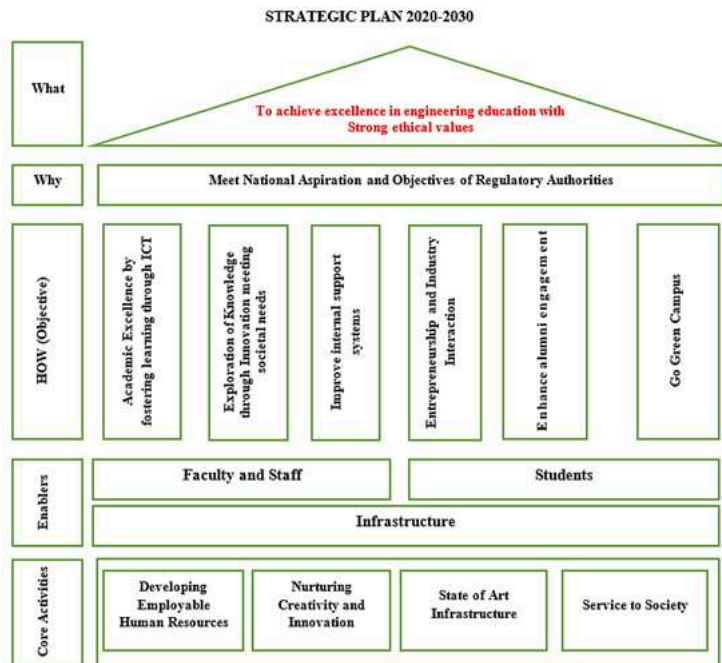 STRATEGIC PLAN 2020-2030
What
To achieve excellence in engineering education with
Strong ethical values
Why
Meet National Aspiration and Objectives of Regulatory Authorities
HOW (Objective)
Academic Excellence by
fostering learning through ICT
Exploration of Knowledge
through Innovation meeting
societal needs
Improve internal support
systems
Entrepreneurship and Industry
Interaction
Enhance alumni engagement
Go Green Campus
Enablers
Faculty and Staff
Students
Infrastructure
Core Activities
Developing
Employable
Human Resources
Nurturing
Creativity and
Innovation
State of Art
Infrastructure
Service to Society